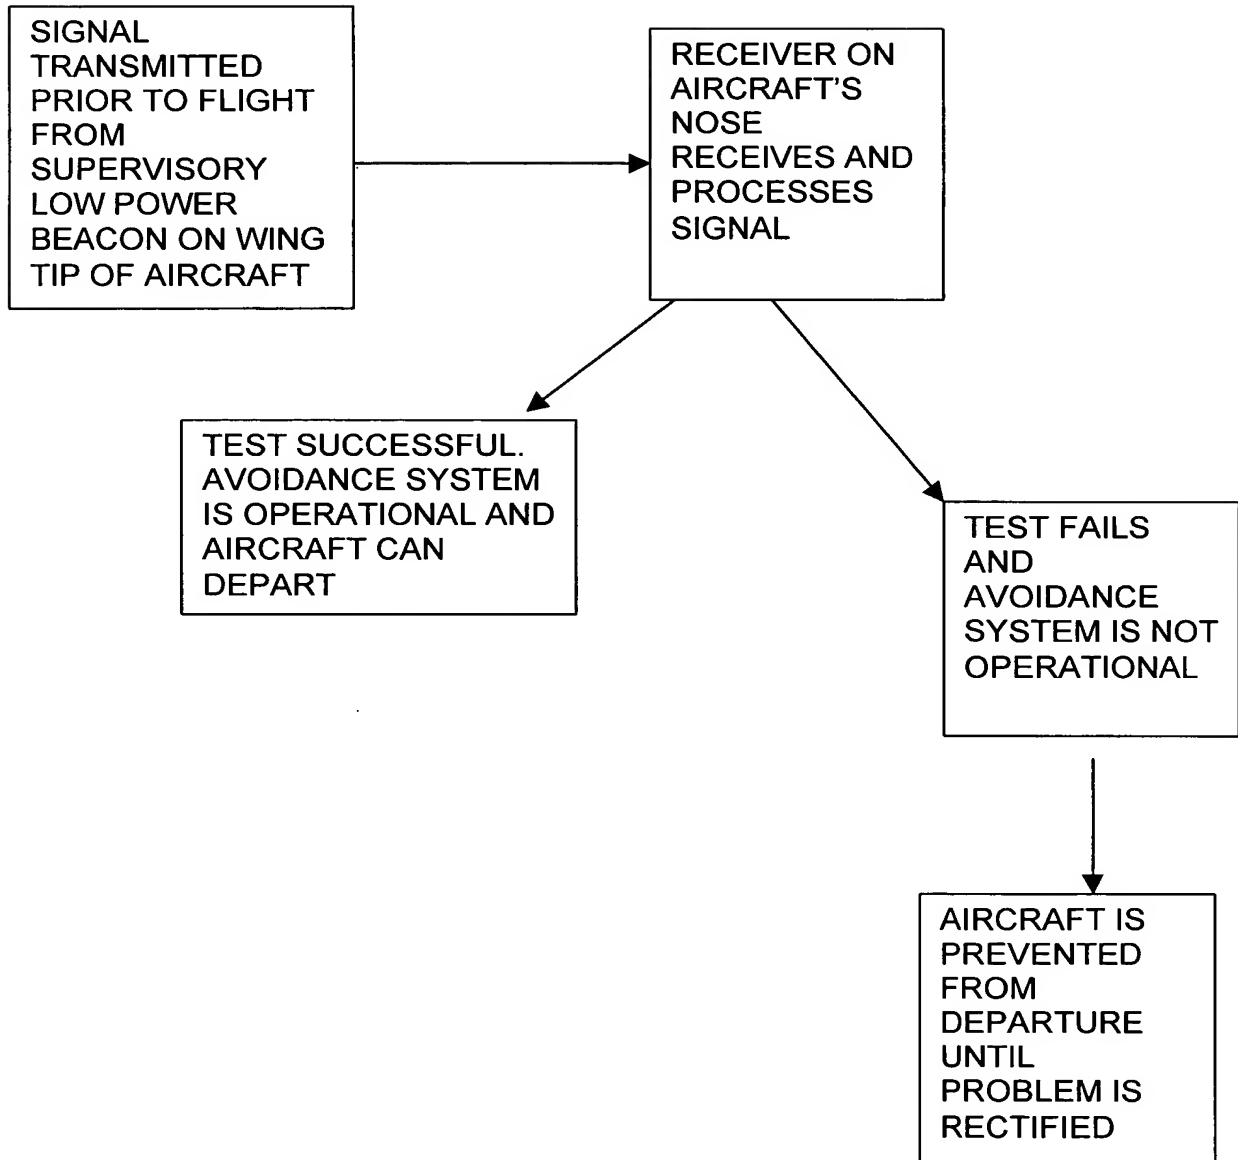 SIGNAL
TRANSMITTED
PRIOR TO FLIGHT
FROM
SUPERVISORY
LOW POWER
BEACON ON WING
TIP OF AIRCRAFT
RECEIVER ON
AIRCRAFT'S
NOSE
RECEIVES AND
PROCESSES
SIGNAL
TEST SUCCESSFUL.
AVOIDANCE SYSTEM
IS OPERATIONAL AND
AIRCRAFT CAN
DEPART
TEST FAILS
AND
AVOIDANCE
SYSTEM IS NOT
OPERATIONAL
AIRCRAFT IS
PREVENTED
FROM
DEPARTURE
UNTIL
PROBLEM IS
RECTIFIED